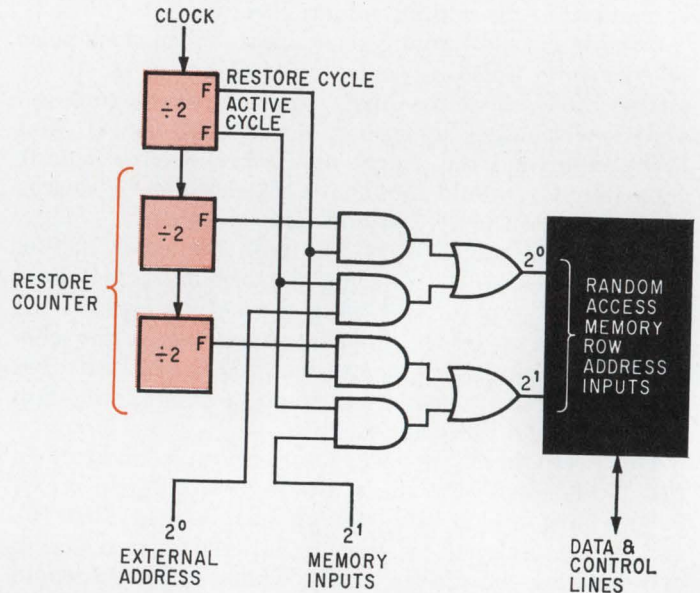 CLOCK
F
÷2
F
RESTORE CYCLE
ACTIVE
CYCLE
÷2
F
RESTORE
COUNTER
÷2
F
2⁰
2¹
RANDOM
ACCESS
MEMORY
ROW
ADDRESS
INPUTS
2⁰
EXTERNAL
ADDRESS
2¹
MEMORY
INPUTS
DATA &
CONTROL
LINES